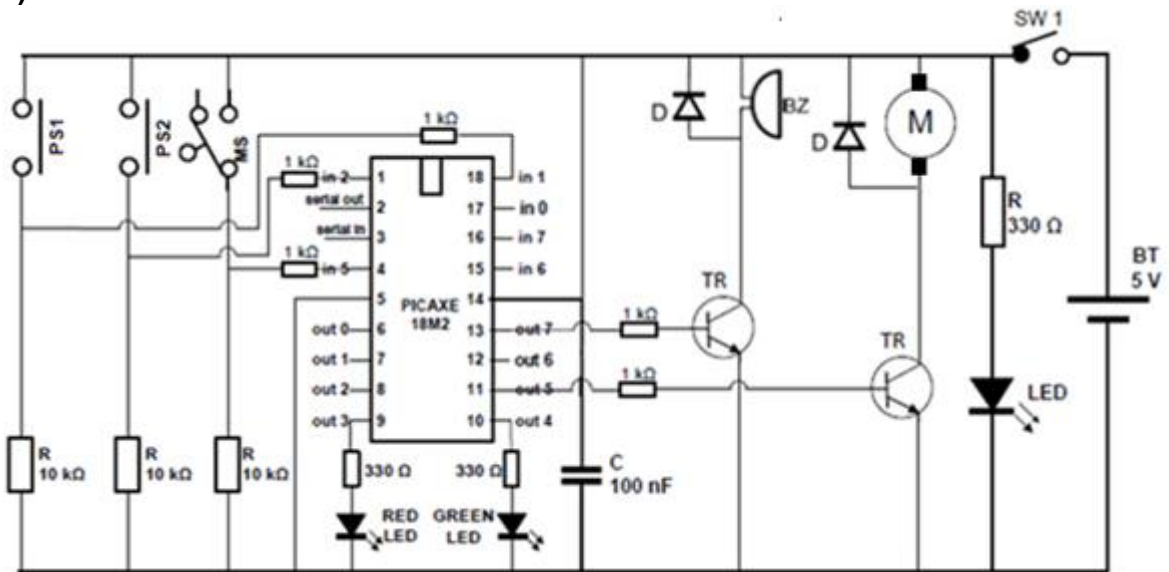 )
SW 1
PS1
PS2
MS
D
BZ
D
M
1 kΩ
1 kΩ
in 2
1
18
in 1
serial out
2
17
in 0
serial in
3
16
in 7
1 kΩ
in 5
4
15
in 6
R
330 Ω
BT
5 V
5
PICAXE
18M2
14
TR
out 0
6
13
out 7
1 kΩ
out 1
7
12
out 6
TR
out 2
8
11
out 5
1 kΩ
out 3
9
10
out 4
LED
R
10 kΩ
R
10 kΩ
R
10 kΩ
330 Ω
330 Ω
C
100 nF
RED
LED
GREEN
LED